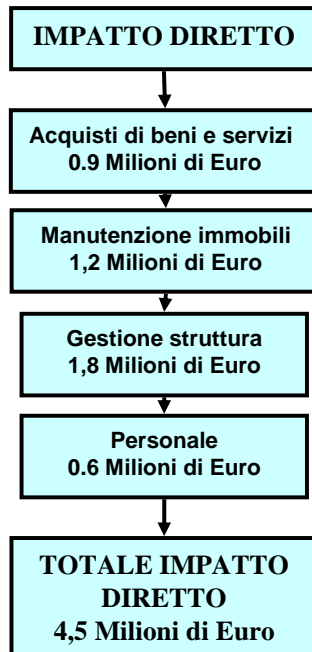 IMPATTO DIRETTO
Acquisti di beni e servizi
0.9 Milioni di Euro
Manutenzione immobili
1,2 Milioni di Euro
Gestione struttura
1,8 Milioni di Euro
Personale
0.6 Milioni di Euro
TOTALE IMPATTO
DIRETTO
4,5 Milioni di Euro